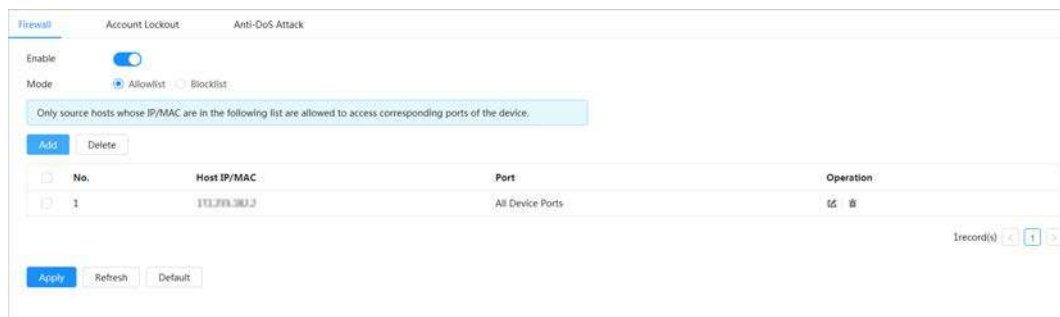 Firewall Account Lockout Anti-DoS Attack
Enable
Mode Allowlist Blocklist
Only source hosts whose IP/MAC are in the following list are allowed to access corresponding ports of the device.
Add Delete
No. Host IP/MAC Port Operation
1 All Device Ports
1record(s) < 1 >
Apply Refresh Default